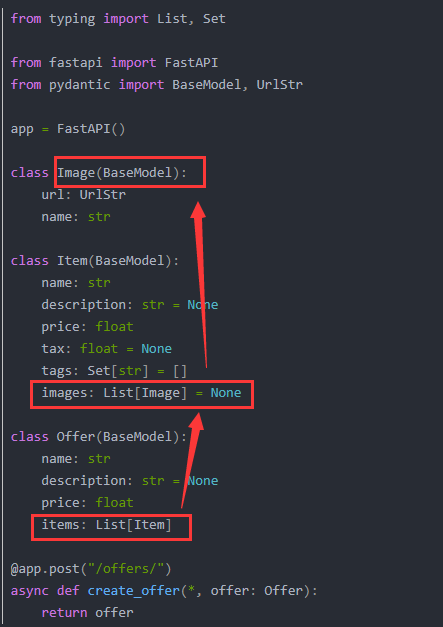 from typing import List, Set
from fastapi import FastAPI
from pydantic import BaseModel, UrlStr
app = FastAPI()
class Image(BaseModel):
    url: UrlStr
    name: str
class Item(BaseModel):
    name: str
    description: str = None
    price: float
    tax: float = None
    tags: Set[str] = []
    images: List[Image] = None
class Offer(BaseModel):
    name: str
    description: str = None
    price: float
    items: List[Item]
@app.post("/offers/")
async def create_offer(*, offer: Offer):
    return offer